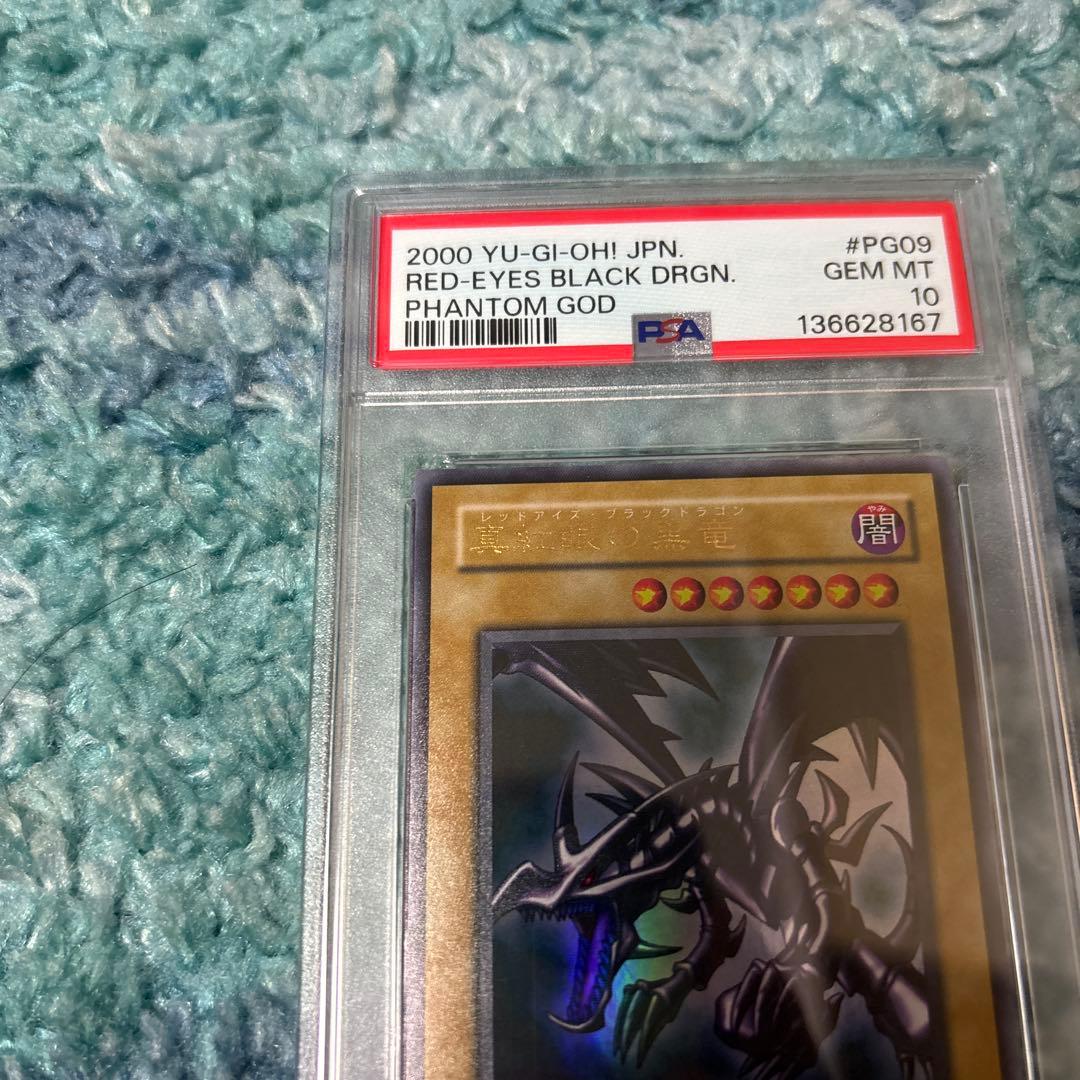 2000 YU-GI-OH! JPN. #PG09
RED-EYES BLACK DRGN. GEM MT
PHANTOM GOD 10
PSA 136628167
レッドアイズ・ブラックドラゴン
真紅眼の黒竜
やみ
闇